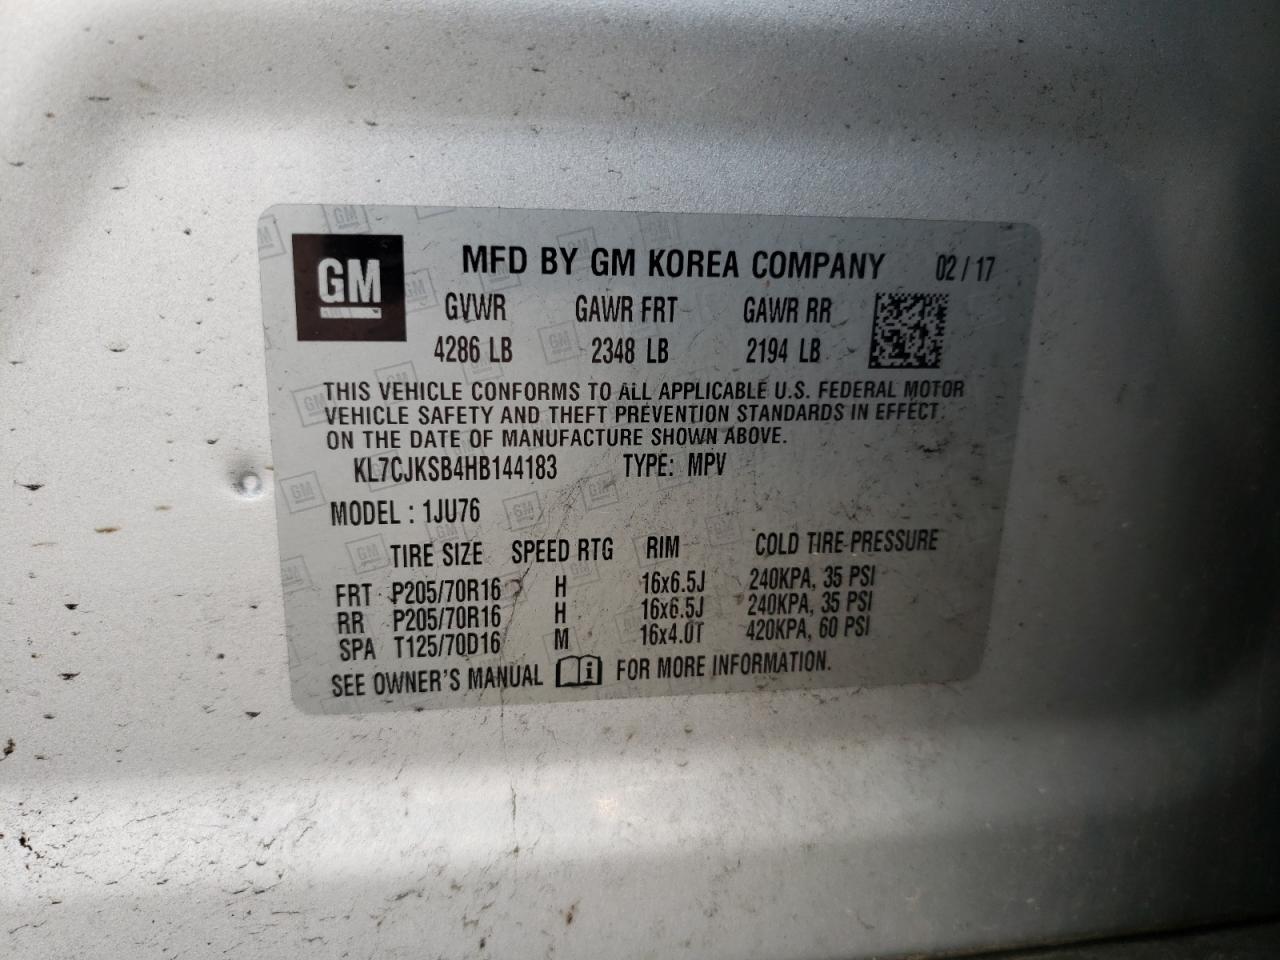 GM
MFD BY GM KOREA COMPANY 02/17
GVWR GAWR FRT GAWR RR
4286 LB 2348 LB 2194 LB
THIS VEHICLE CONFORMS TO ALL APPLICABLE U.S. FEDERAL MOTOR
VEHICLE SAFETY AND THEFT PREVENTION STANDARDS IN EFFECT
ON THE DATE OF MANUFACTURE SHOWN ABOVE.
KL7CJKSB4HB144183 TYPE: MPV
MODEL : 1JU76
TIRE SIZE SPEED RTG RIM COLD TIRE PRESSURE
FRT P205/70R16 H 16x6.5J 240KPA, 35 PSI
RR P205/70R16 H 16x6.5J 240KPA, 35 PSI
SPA T125/70D16 M 16x4.0T 420KPA, 60 PSI
SEE OWNER'S MANUAL i FOR MORE INFORMATION.